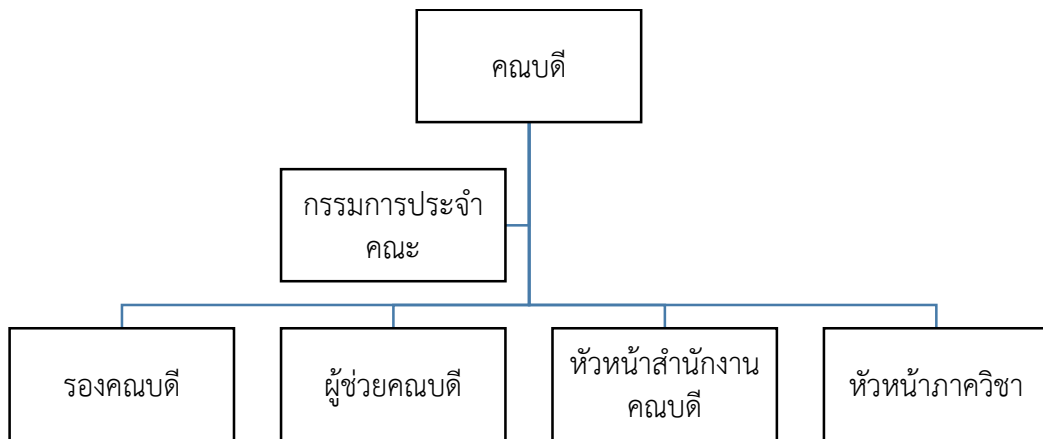 คณบดี
กรรมการประจำ
คณะ
รองคณบดี
ผู้ช่วยคณบดี
หัวหน้าสำนักงาน
คณบดี
หัวหน้าภาควิชา